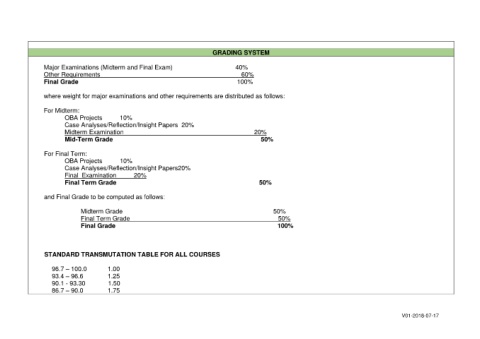 GRADING SYSTEM
Major Examinations (Midterm and Final Exam) 40%
Other Requirements 60%
Final Grade 100%
where weight for major examinations and other requirements are distributed as follows:
For Midterm:
OBA Projects 10%
Case Analyses/Reflection/Insight Papers 20%
Midterm Examination 20%
Mid-Term Grade 50%
For Final Term:
OBA Projects 10%
Case Analyses/Reflection/Insight Papers20%
Final Examination 20%
Final Term Grade 50%
and Final Grade to be computed as follows:
Midterm Grade 50%
Final Term Grade 50%
Final Grade 100%
STANDARD TRANSMUTATION TABLE FOR ALL COURSES
96.7 – 100.0 1.00
93.4 – 96.6 1.25
90.1 - 93.30 1.50
86.7 – 90.0 1.75
V01-2018-07-17